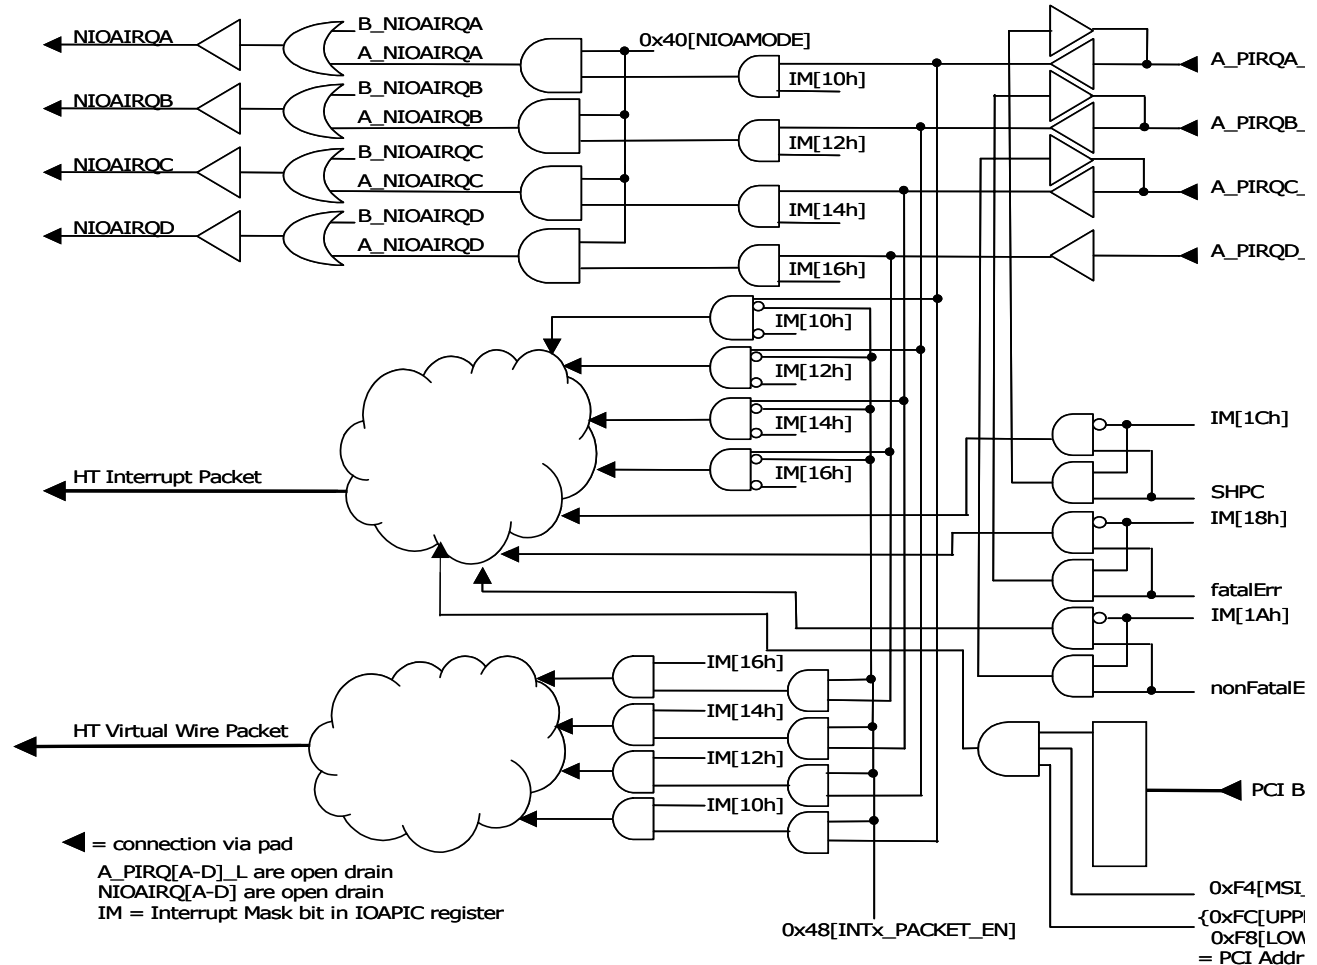 NIOAIRQA
B_NIOAIRQA
A_NIOAIRQA
0x40[NIOAMODE]
IM[10h]
A_PIRQA_
NIOAIRQB
B_NIOAIRQB
A_NIOAIRQB
IM[12h]
A_PIRQB_
NIOAIRQC
B_NIOAIRQC
A_NIOAIRQC
IM[14h]
A_PIRQC_
NIOAIRQD
B_NIOAIRQD
A_NIOAIRQD
IM[16h]
A_PIRQD_
IM[10h]
IM[12h]
IM[14h]
IM[16h]
IM[1Ch]
SHPC
IM[18h]
fatalErr
IM[1Ah]
nonFatalE
HT Interrupt Packet
IM[16h]
IM[14h]
IM[12h]
IM[10h]
HT Virtual Wire Packet
PCI B
= connection via pad
A_PIRQ[A-D]_L are open drain
NIOAIRQ[A-D] are open drain
IM = Interrupt Mask bit in IOAPIC register
0x48[INTx_PACKET_EN]
0xF4[MSI_
{0xFC[UPPI
0xF8[LOW
= PCI Addr